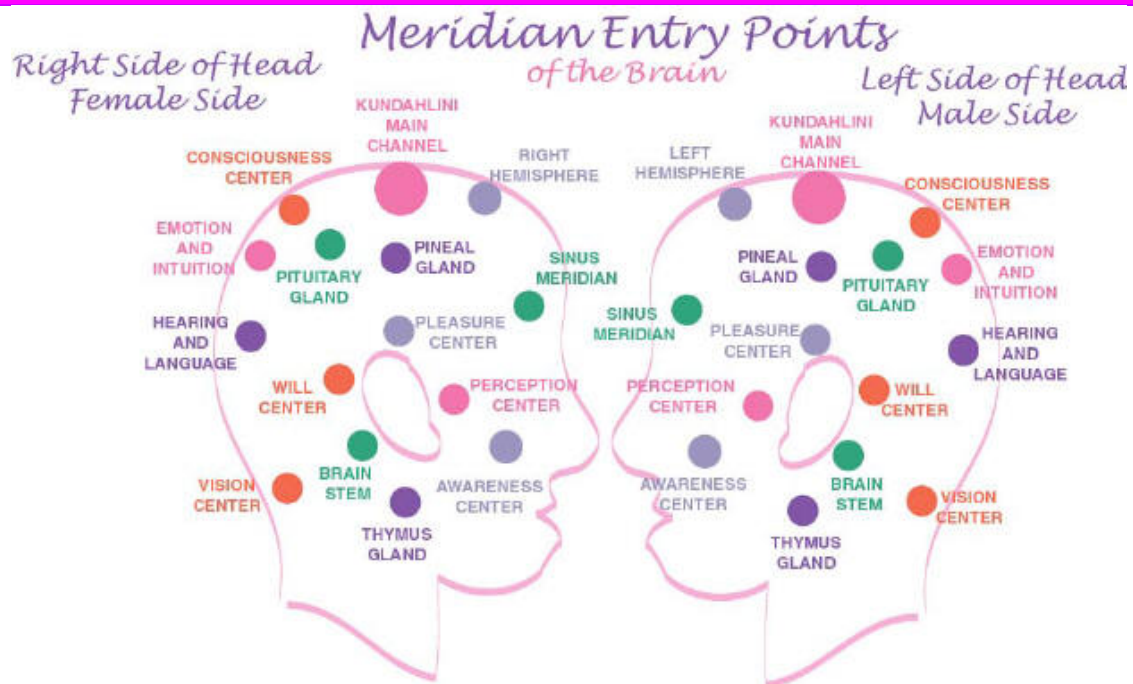 Meridian Entry Points
of the Brain
Right Side of Head
Female Side
Left Side of Head
Male Side
KUNDAHLINI
MAIN
CHANNEL
CONSCIOUSNESS
CENTER
RIGHT
HEMISPHERE
EMOTION
AND
INTUITION
PITUITARY
GLAND
PINEAL
GLAND
SINUS
MERIDIAN
HEARING
AND
LANGUAGE
PLEASURE
CENTER
WILL
CENTER
PERCEPTION
CENTER
VISION
CENTER
BRAIN
STEM
AWARENESS
CENTER
THYMUS
GLAND
KUNDAHLINI
MAIN
CHANNEL
LEFT
HEMISPHERE
CONSCIOUSNESS
CENTER
PINEAL
GLAND
PITUITARY
GLAND
EMOTION
AND
INTUITION
SINUS
MERIDIAN
PLEASURE
CENTER
HEARING
AND
LANGUAGE
PERCEPTION
CENTER
WILL
CENTER
AWARENESS
CENTER
BRAIN
STEM
VISION
CENTER
THYMUS
GLAND